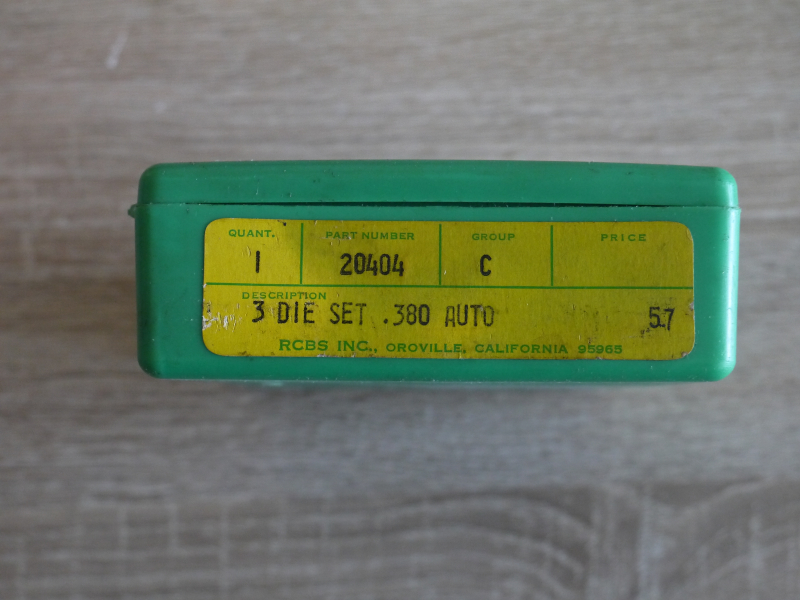 QUANT. PART NUMBER GROUP PRICE
1 20404 C
DESCRIPTION
3 DIE SET .380 AUTO 57
RCBS INC., OROVILLE, CALIFORNIA 95965